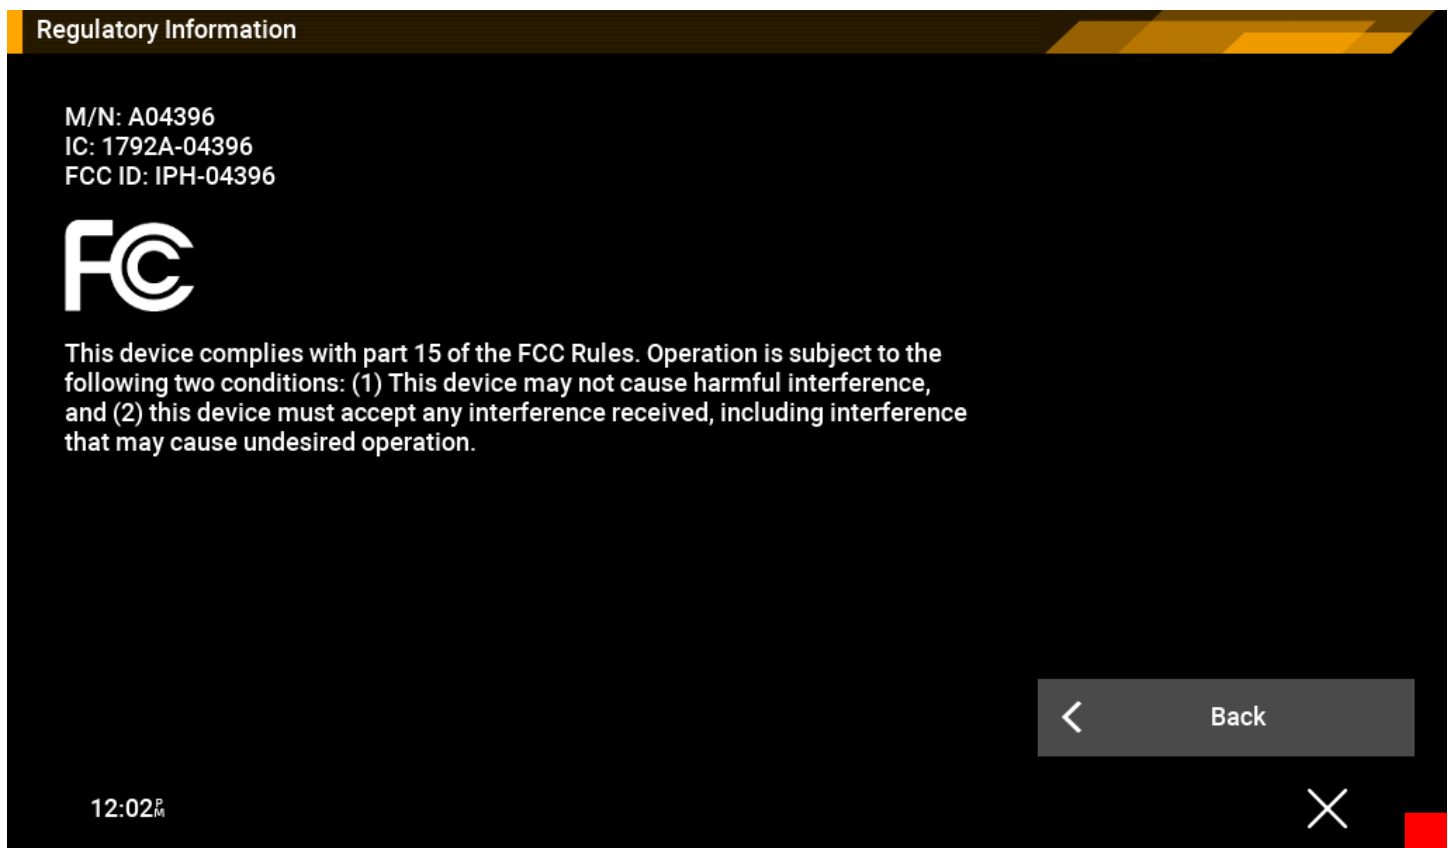 Regulatory Information
M/N: A04396
IC: 1792A-04396
FCC ID: IPH-04396
FC
This device complies with part 15 of the FCC Rules. Operation is subject to the
following two conditions: (1) This device may not cause harmful interference,
and (2) this device must accept any interference received, including interference
that may cause undesired operation.
Back
12:02PM